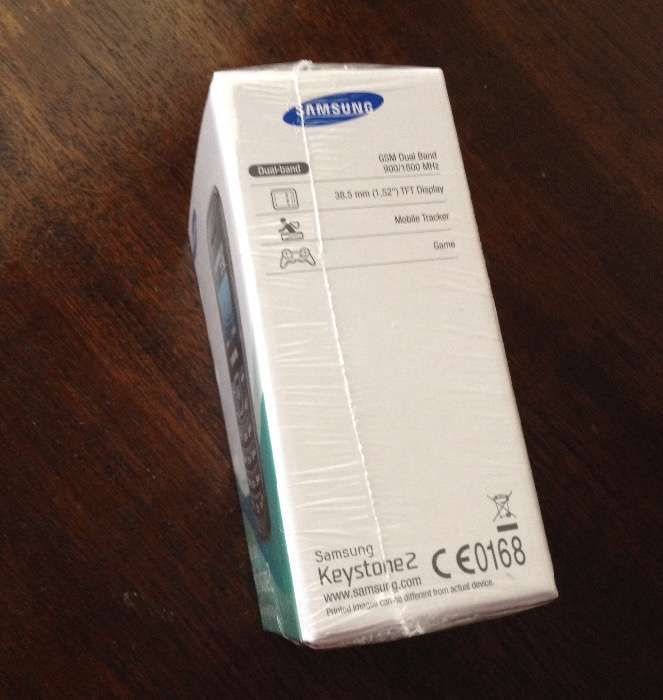 SAMSUNG
Dual-band
GSM Dual Band
900/1800 MHz
38.5 mm (1.52") TFT Display
Mobile Tracker
Game
Samsung
Keystone2
www.samsung.com
CE0168
Printed images can be different from actual device.